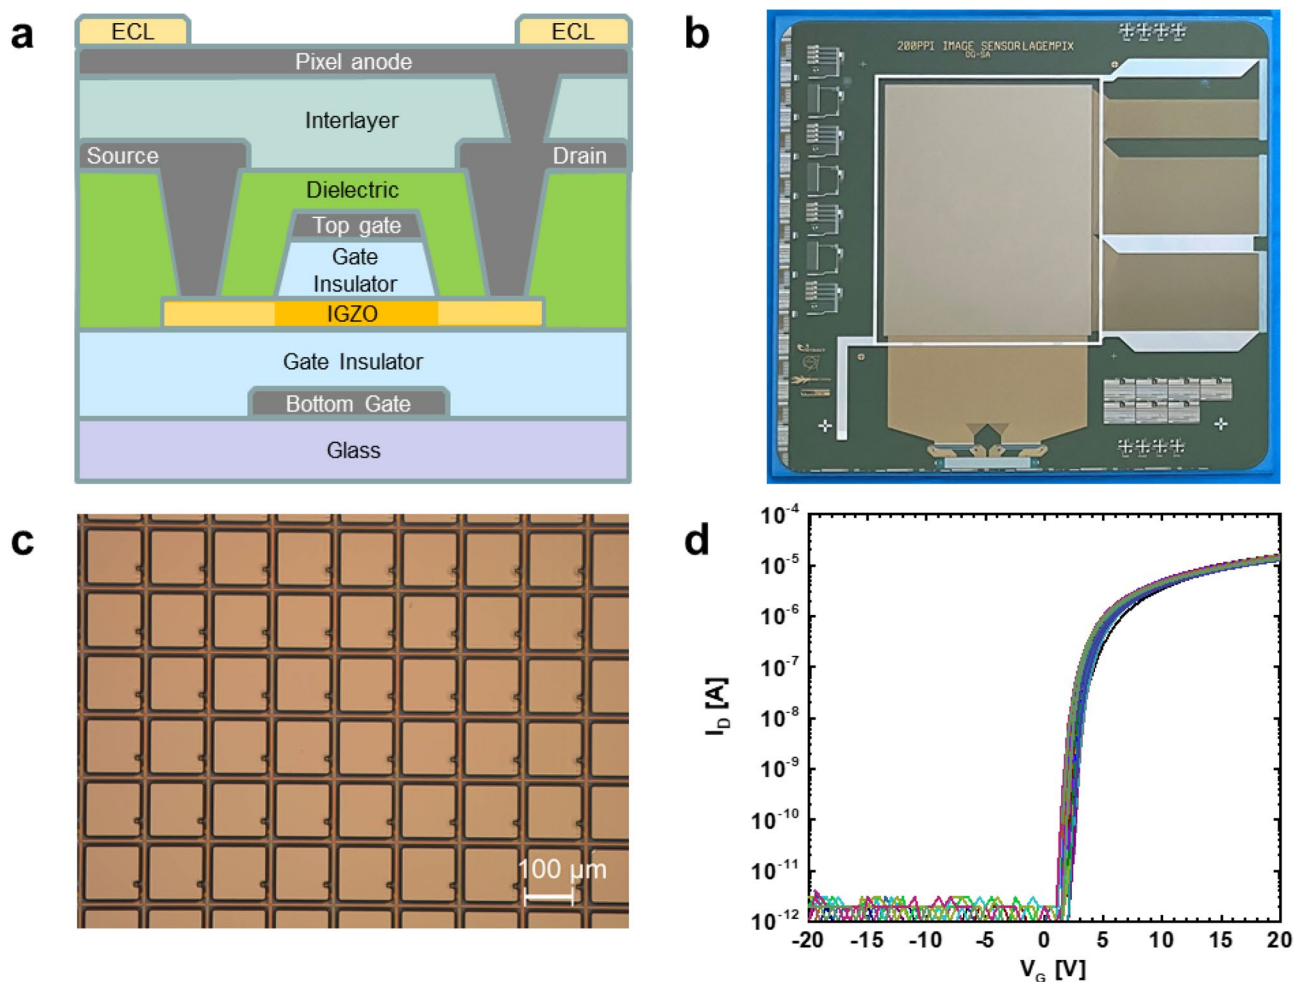 a
ECL
ECL
Pixel anode
Interlayer
Source
Drain
Dielectric
Top gate
Gate
Insulator
IGZO
Gate Insulator
Bottom Gate
Glass
b
200PPI IMAGE SENSORLAGEMPIX
c
100 µm
d
I_D [A]
10^-4
10^-5
10^-6
10^-7
10^-8
10^-9
10^-10
10^-11
10^-12
-20 -15 -10 -5 0 5 10 15 20
V_G [V]